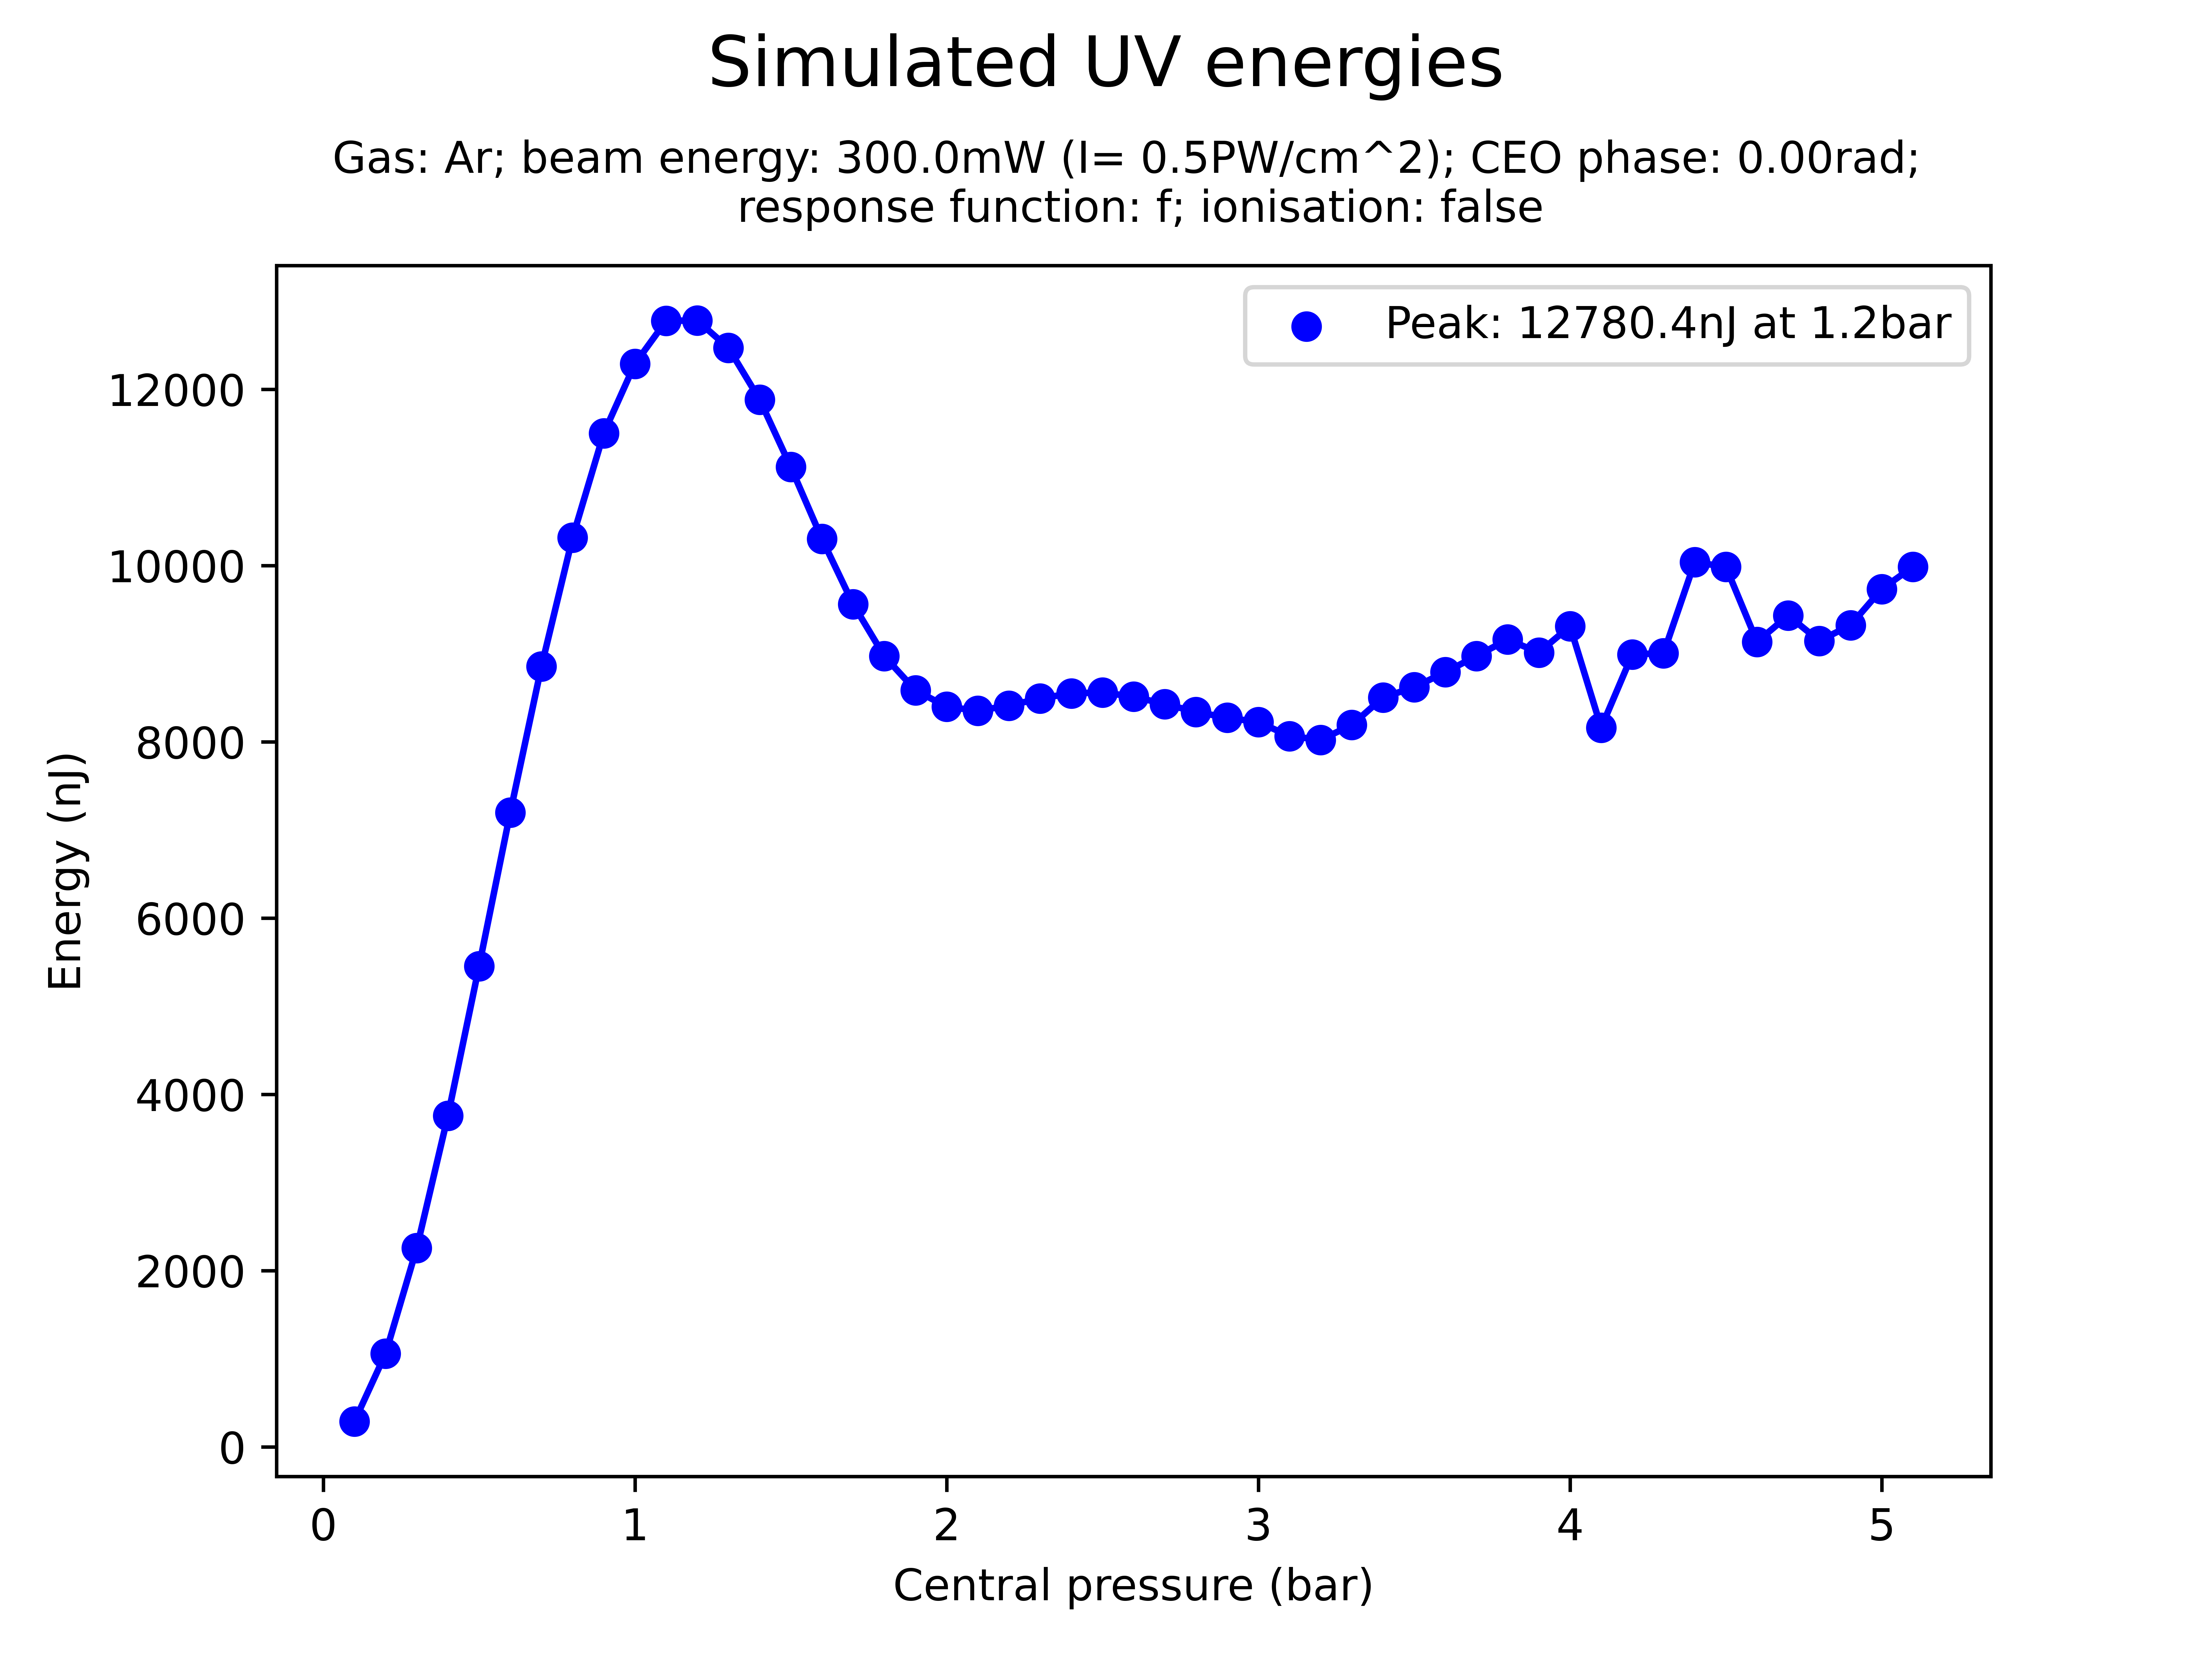 Simulated UV energies
Gas: Ar; beam energy: 300.0mW (I= 0.5PW/cm^2); CEO phase: 0.00rad;
response function: f; ionisation: false
Peak: 12780.4nJ at 1.2bar
12000
10000
8000
6000
4000
2000
0
Energy (nJ)
0 1 2 3 4 5
Central pressure (bar)